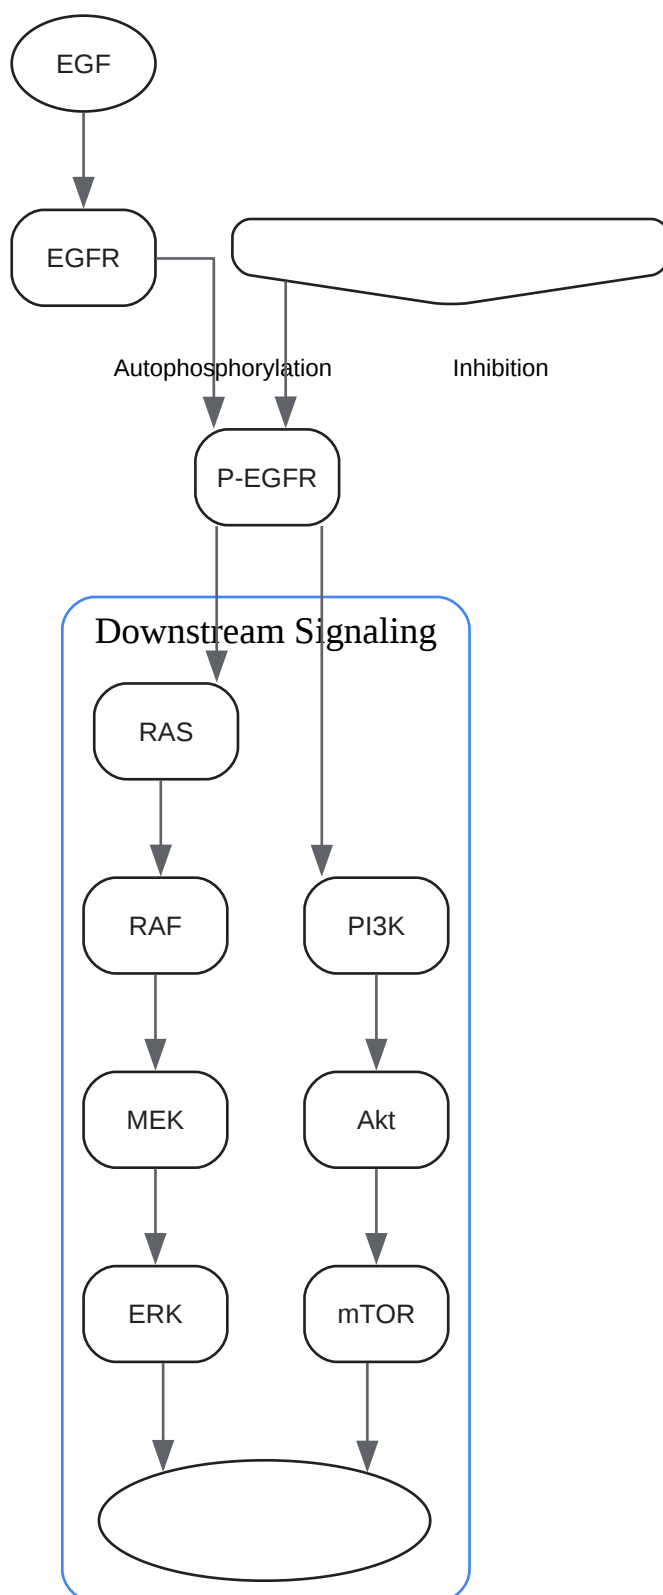 EGF
EGFR
Autophosphorylation
Inhibition
P-EGFR
Downstream Signaling
RAS
RAF
PI3K
MEK
Akt
ERK
mTOR